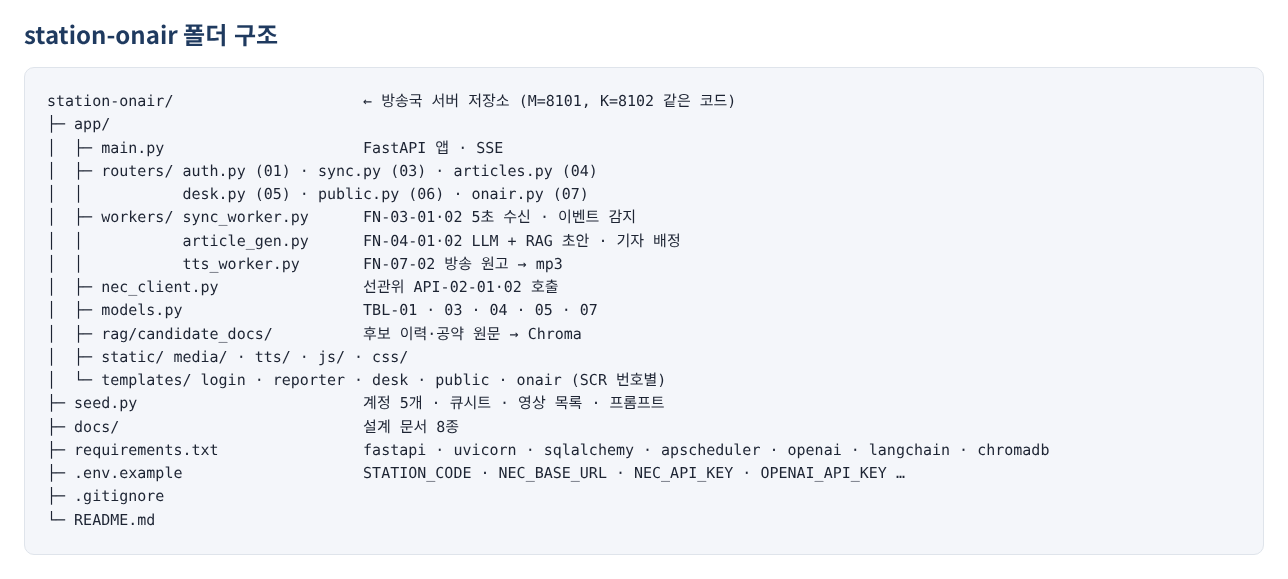 station-onair 폴더 구조
station-onair/ ← 방송국 서버 저장소 (M=8101, K=8102 같은 코드)
├─ app/
│  ├─ main.py FastAPI 앱 · SSE
│  ├─ routers/ auth.py (01) · sync.py (03) · articles.py (04)
│  │           desk.py (05) · public.py (06) · onair.py (07)
│  ├─ workers/ sync_worker.py FN-03-01·02 5초 수신 · 이벤트 감지
│  │           article_gen.py FN-04-01·02 LLM + RAG 초안 · 기자 배정
│  │           tts_worker.py FN-07-02 방송 원고 → mp3
│  ├─ nec_client.py 선관위 API-02-01·02 호출
│  ├─ models.py TBL-01 · 03 · 04 · 05 · 07
│  ├─ rag/candidate_docs/ 후보 이력·공약 원문 → Chroma
│  ├─ static/ media/ · tts/ · js/ · css/
│  └─ templates/ login · reporter · desk · public · onair (SCR 번호별)
├─ seed.py 계정 5개 · 큐시트 · 영상 목록 · 프롬프트
├─ docs/ 설계 문서 8종
├─ requirements.txt fastapi · uvicorn · sqlalchemy · apscheduler · openai · langchain · chromadb
├─ .env.example STATION_CODE · NEC_BASE_URL · NEC_API_KEY · OPENAI_API_KEY …
├─ .gitignore
└─ README.md